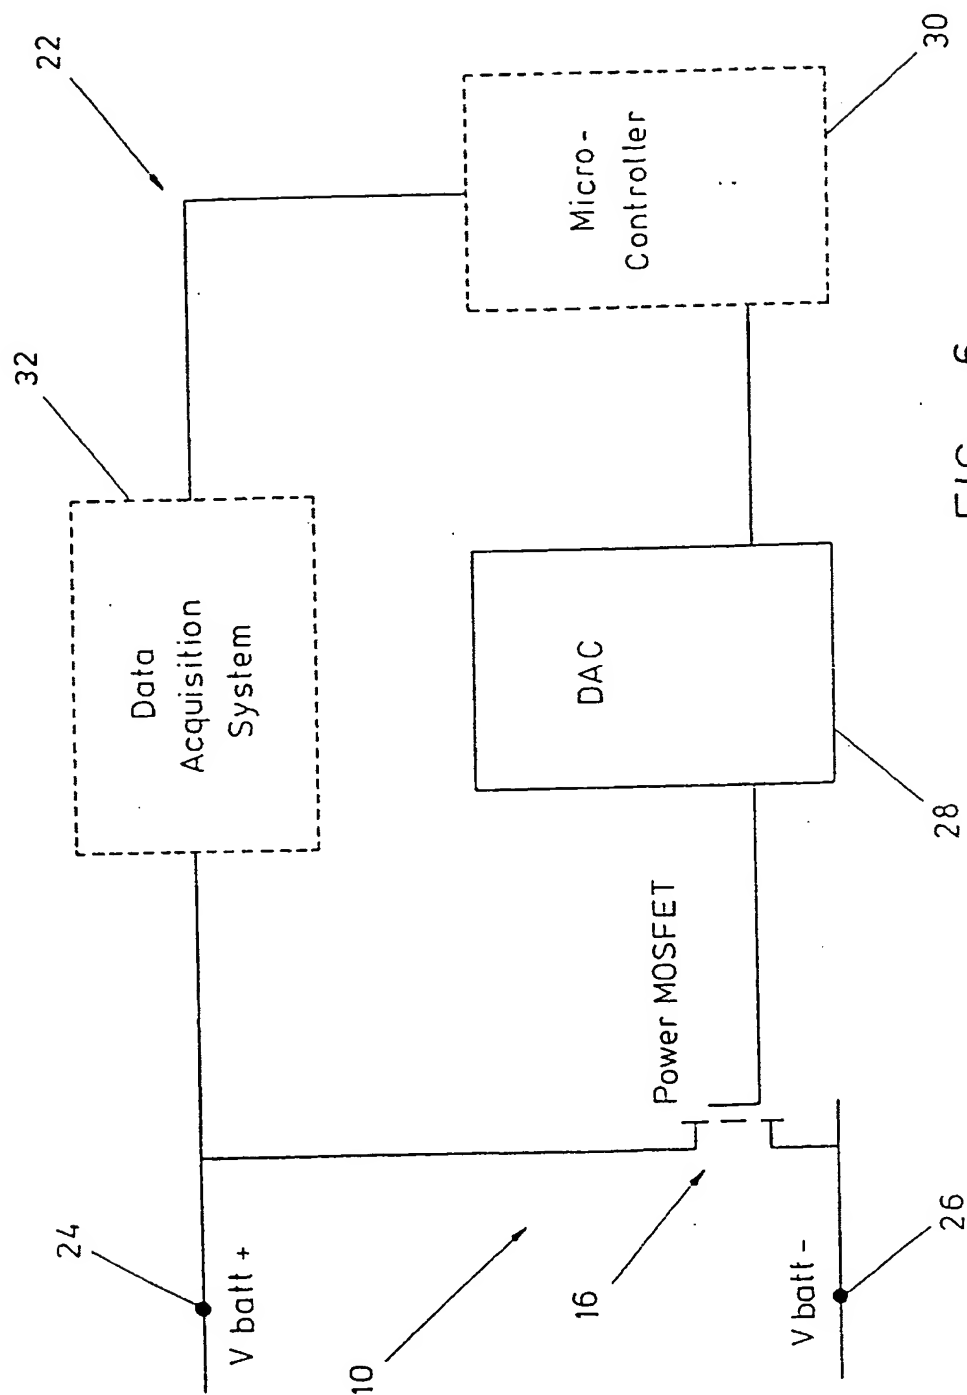 22
32
24
V batt +
Data
Acquisition
System
Micro-
Controller
30
10
16
Power MOSFET
DAC
28
V batt -
26